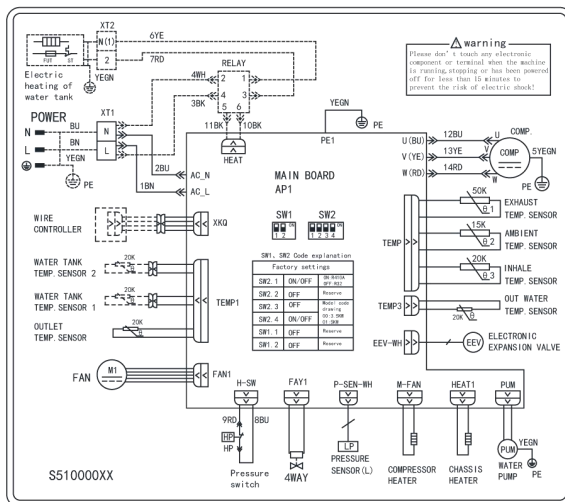 XT2
N(1)
2
6YE
7RD
YEGN
FUT ST
Electric
heating of
water tank
RELAY
4WH
3BK
2 1
4 3
5 6
11BK
10BK
HEAT
warning
Please don't touch any electronic
component or terminal when the machine
is running, stopping or has been powered
off for less than 15 minutes to
prevent the risk of electric shock!
POWER
XT1
N
BU
N
L
BN
L
YEGN
PE
2BU
1BN
AC_N
AC_L
YEGN
PE
PE1
MAIN BOARD
AP1
U(BU)
V(YE)
W(RD)
12BU
13YE
14RD
U
V
W
COMP.
COMP
5YEGN
PE
WIRE
CONTROLLER
XKQ
SW1
ON
1 2
SW2
ON
1 2 3 4
SW1, SW2 Code explanation
Factory settings
SW2.1 ON/OFF ON:R410A
OFF:R32
SW2.2 OFF Reserve
SW2.3 OFF Model code
drawing
SW2.4 ON/OFF
SW1.1 OFF Reserve
SW1.2 OFF Reserve
WATER TANK
TEMP. SENSOR 2
20K
θ
WATER TANK
TEMP. SENSOR 1
20K
θ
OUTLET
TEMP. SENSOR
20K
θ
TEMP1
TEMP
50K
θ1
EXHAUST
TEMP. SENSOR
15K
θ2
AMBIENT
TEMP. SENSOR
20K
θ3
INHALE
TEMP. SENSOR
TEMP3
20K
θ
OUT WATER
TEMP. SENSOR
EEV-WH
EEV
ELECTRONIC
EXPANSION VALVE
FAN
M1
FAN1
H-SW
FAY1
P-SEN-WH
M-FAN
HEAT1
PUM
9RD
8BU
HP
HP
Pressure
switch
4WAY
LP
PRESSURE
SENSOR(L)
COMPRESSOR
HEATER
CHASSIS
HEATER
PUM
YEGN
PE
WATER
PUMP
S510000XX